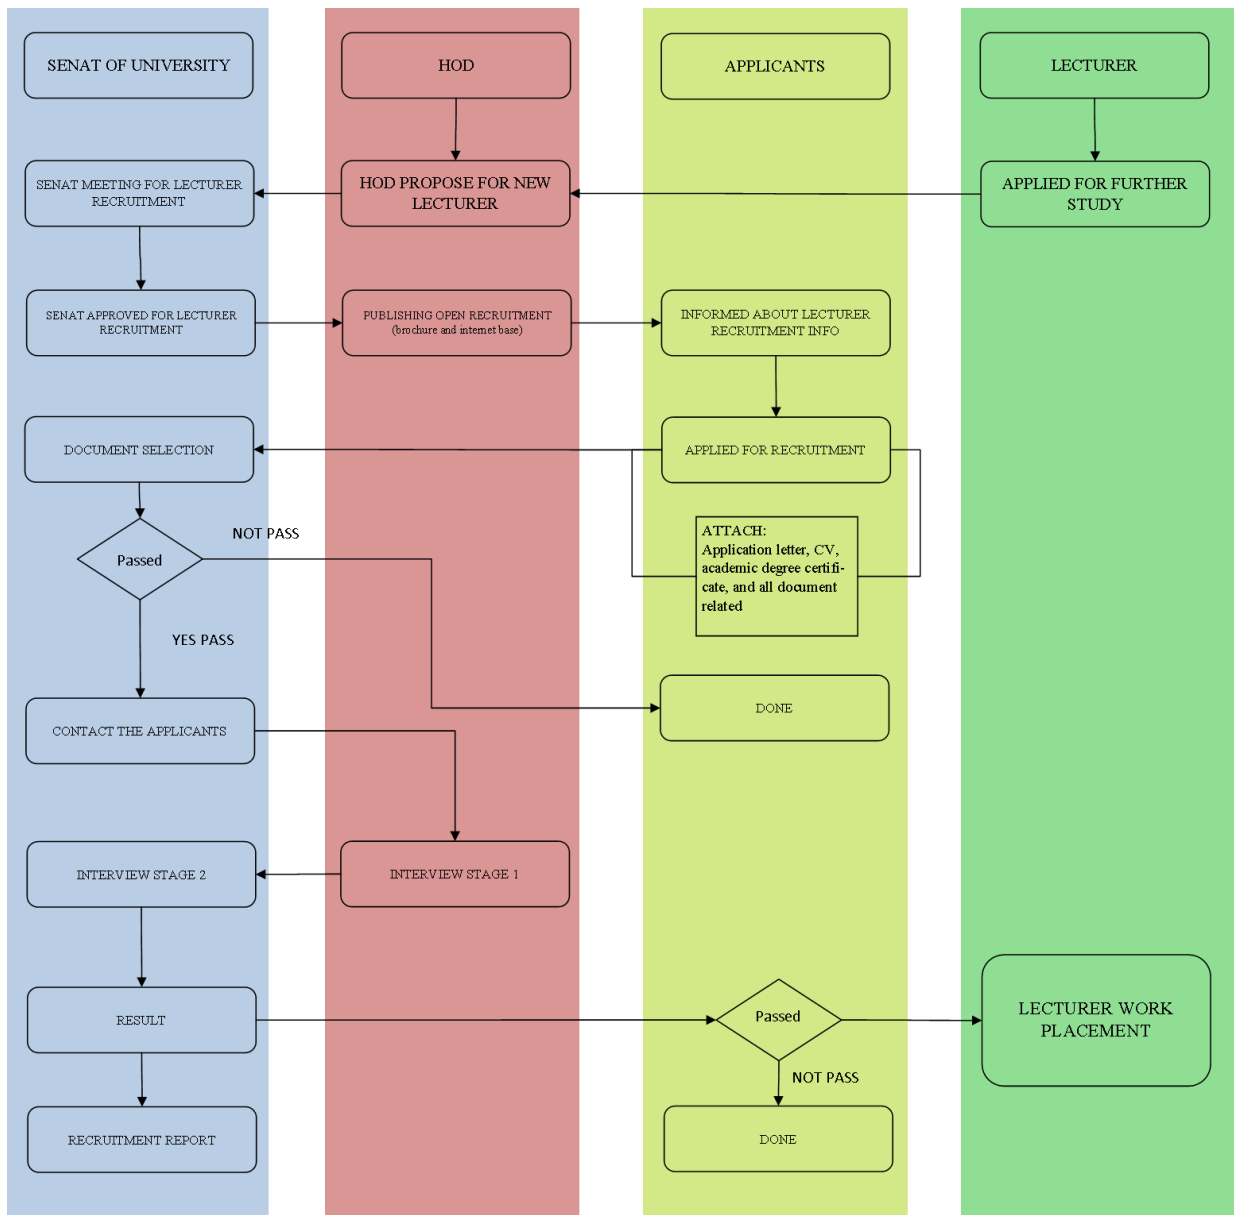 SENAT OF UNIVERSITY
HOD
APPLICANTS
LECTURER
SENAT MEETING FOR LECTURER
RECRUITMENT
HOD PROPOSE FOR NEW
LECTURER
APPLIED FOR FURTHER
STUDY
SENAT APPROVED FOR LECTURER
RECRUITMENT
PUBLISHING OPEN RECRUITMENT
(brochure and internet base)
INFORMED ABOUT LECTURER
RECRUITMENT INFO
DOCUMENT SELECTION
APPLIED FOR RECRUITMENT
NOT PASS
Passed
ATTACH:
Application letter, CV,
academic degree certifi-
cate, and all document
related
YES PASS
CONTACT THE APPLICANTS
DONE
INTERVIEW STAGE 2
INTERVIEW STAGE 1
RESULT
Passed
LECTURER WORK
PLACEMENT
NOT PASS
RECRUITMENT REPORT
DONE